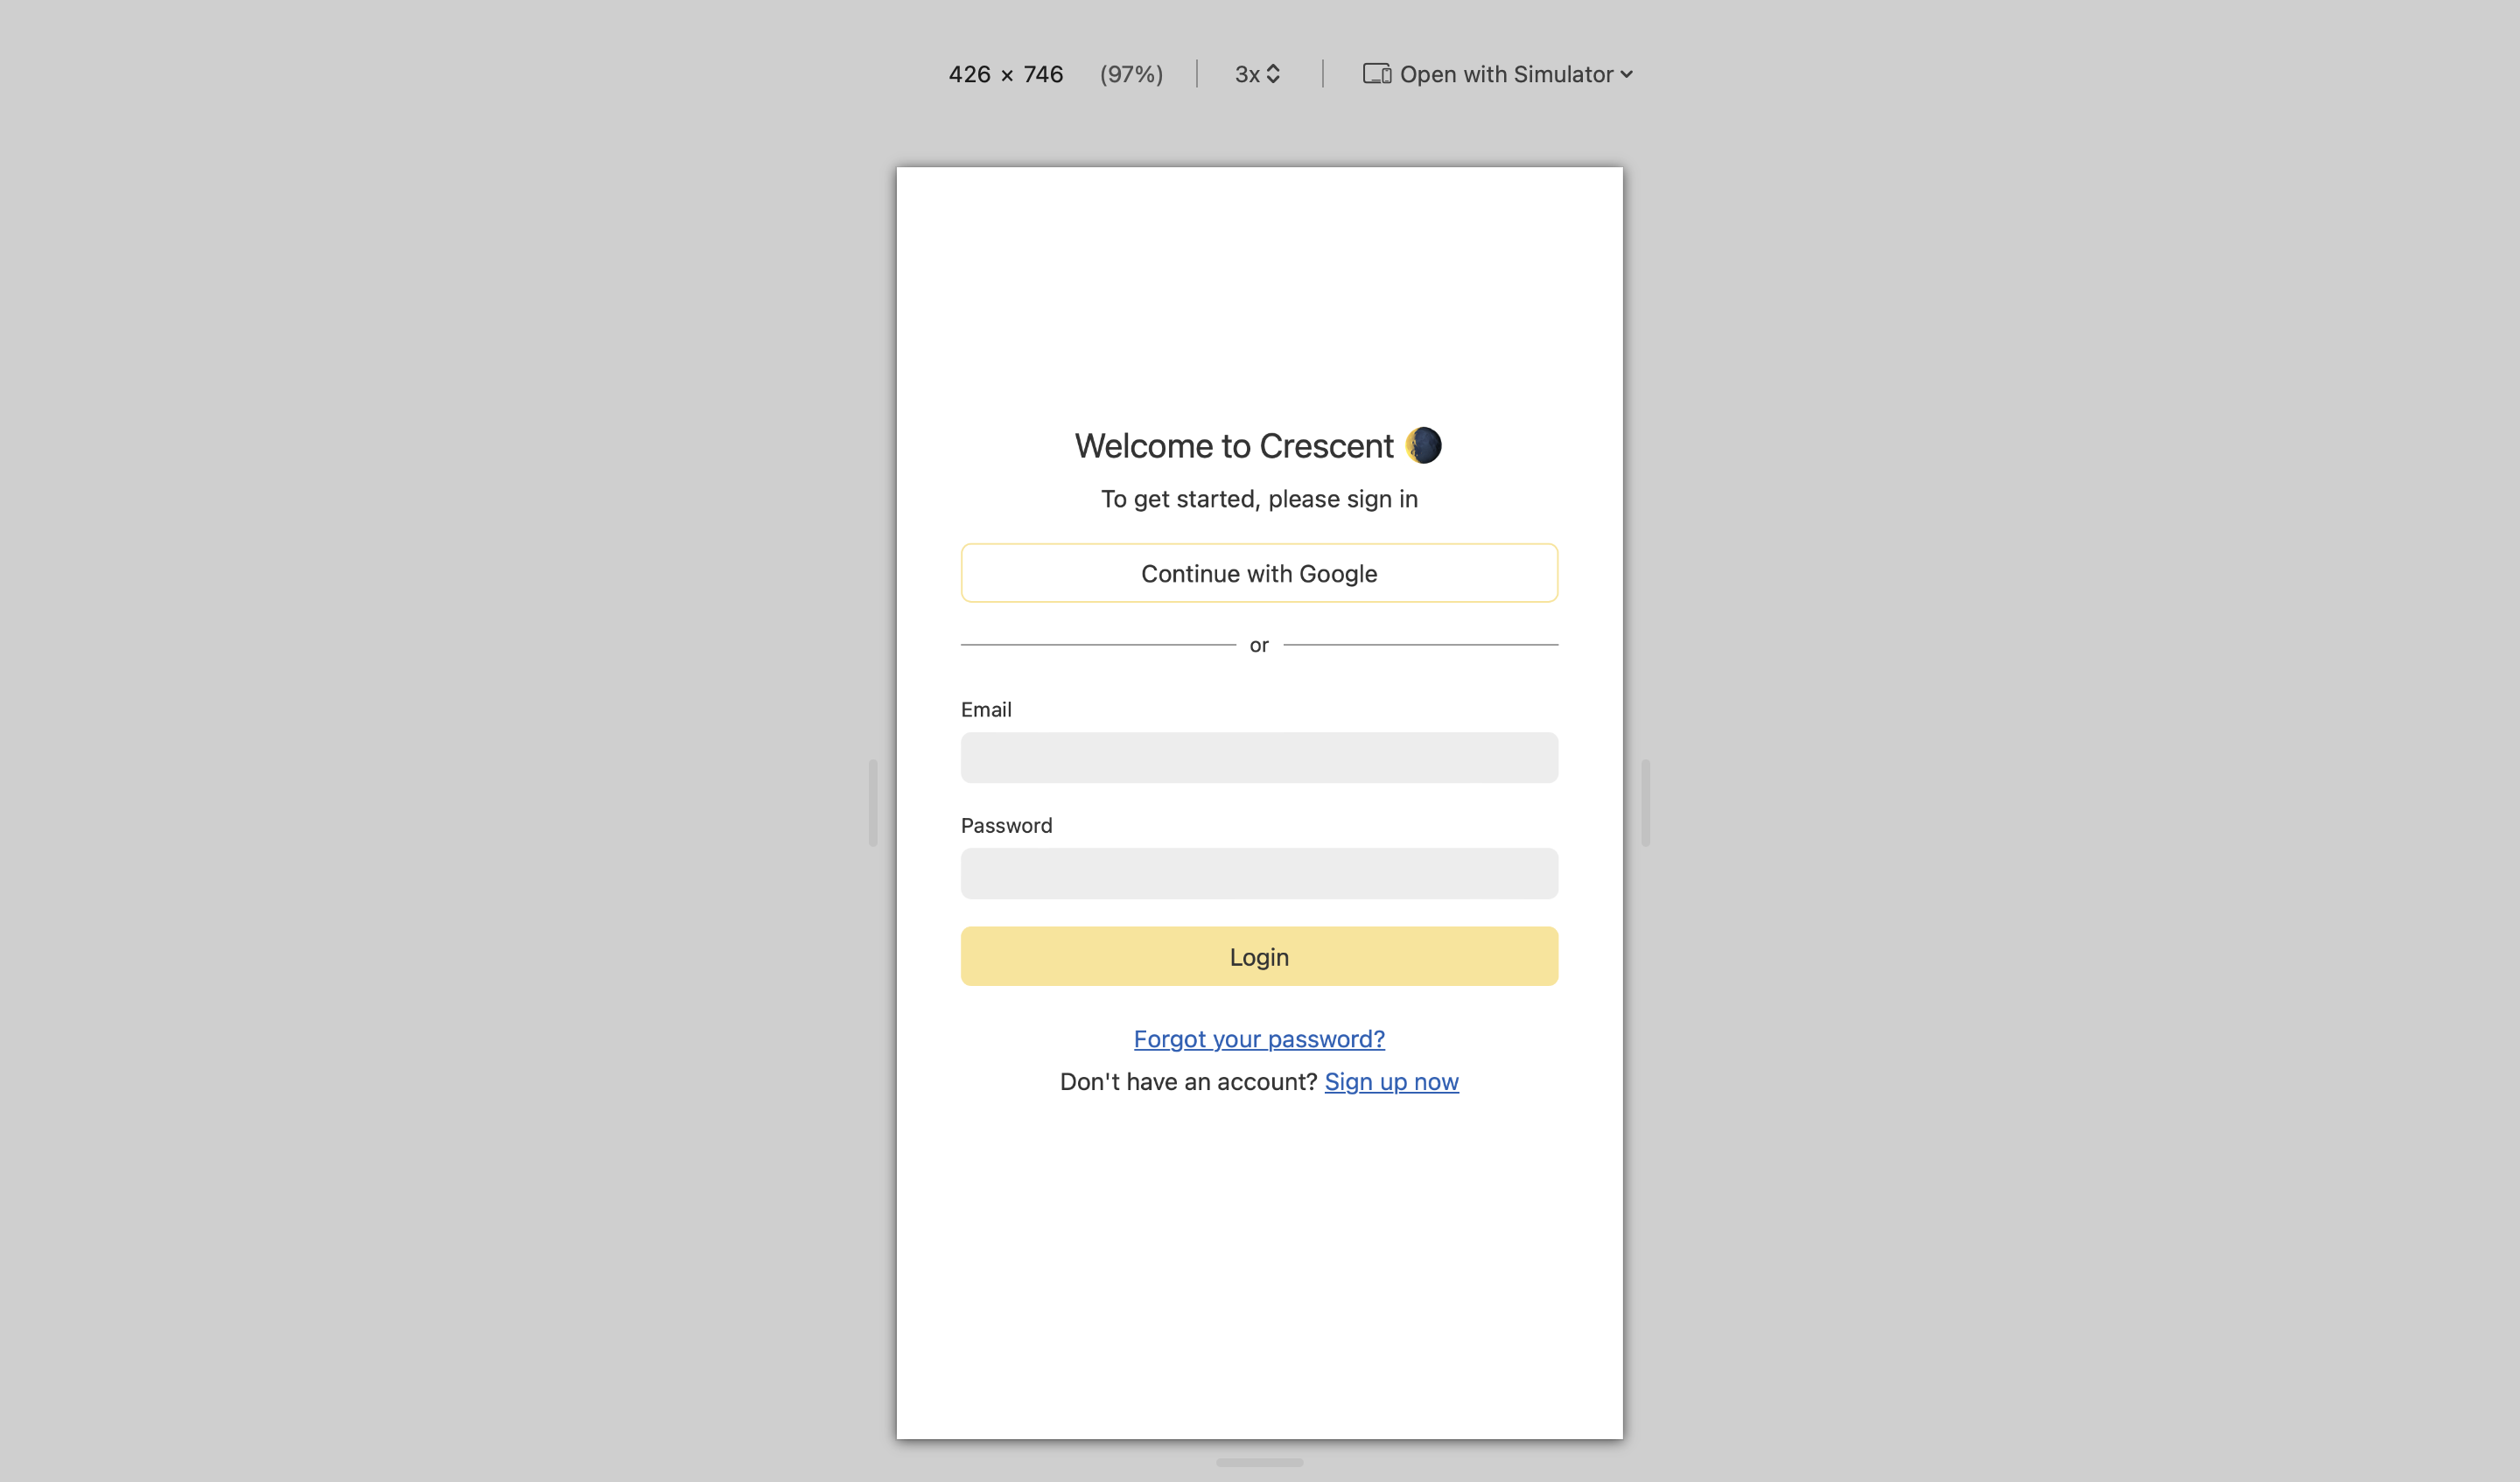 426 × 746 (97%) 3x Open with Simulator
Welcome to Crescent 🌘
To get started, please sign in
Continue with Google
or
Email
Password
Login
Forgot your password?
Don't have an account? Sign up now